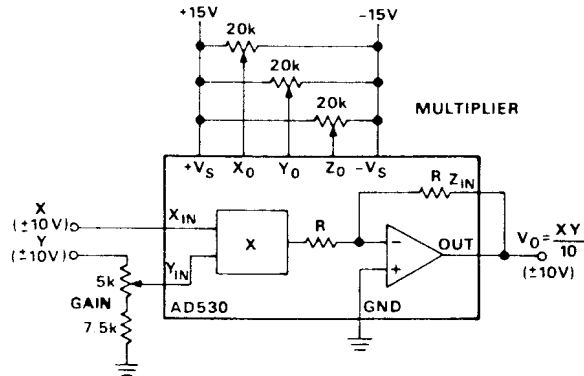 +15V
-15V
20k
20k
20k
MULTIPLIER
+VS
X0
Y0
Z0
-VS
R
ZIN
X
(±10V)
XIN
X
R
-
+
OUT
VO = XY/10
(±10V)
Y
(±10V)
YIN
5k
GAIN
7.5k
AD530
GND